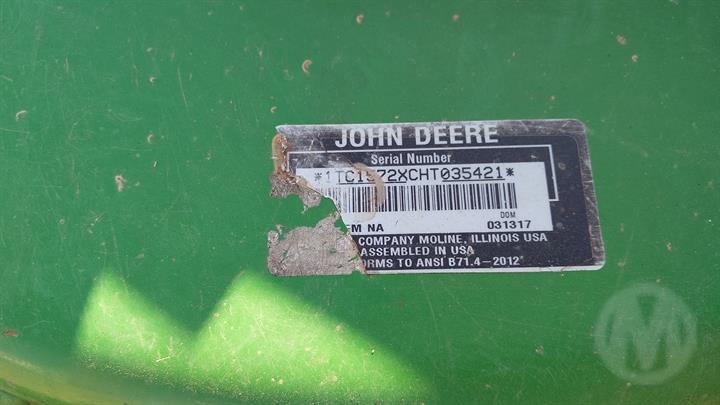 JOHN DEERE
Serial Number
*1TC1572XCHT035421*
DOM
M NA 031317
COMPANY MOLINE, ILLINOIS USA
ASSEMBLED IN USA
ORMS TO ANSI B71.4-2012
M